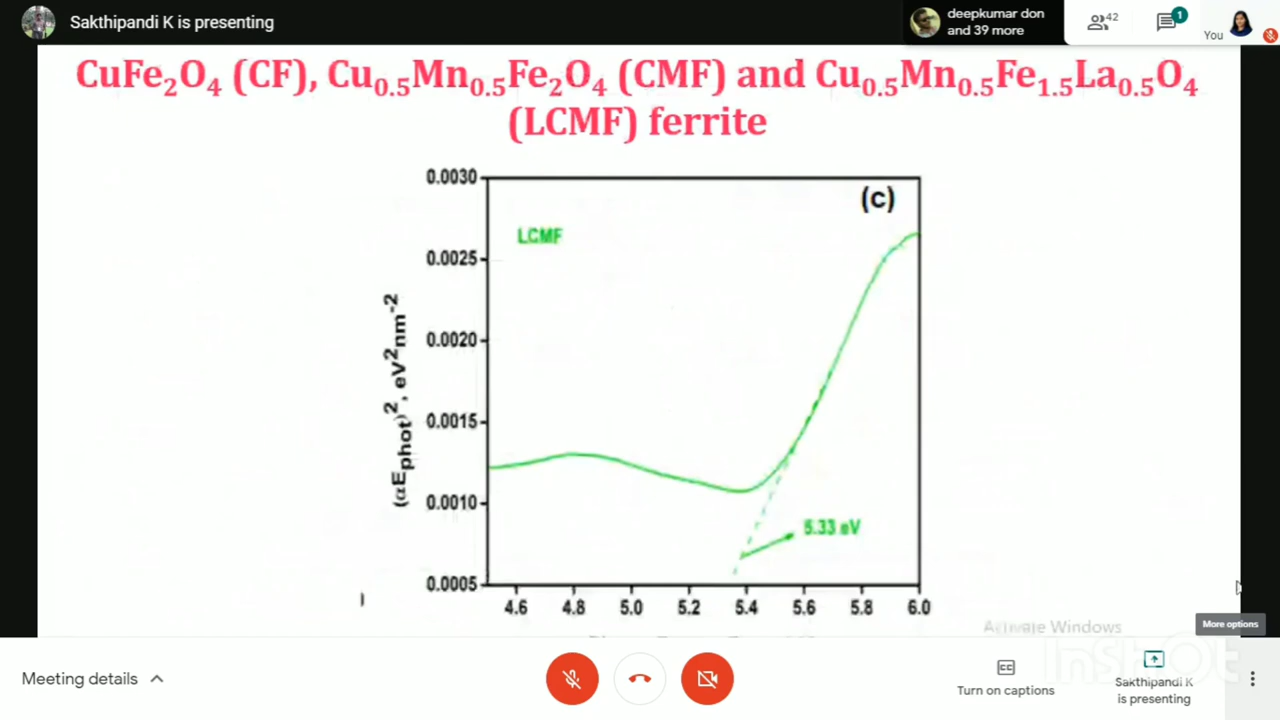 Sakthipandi K is presenting
deepkumar don
and 39 more
42
1
You
CuFe₂O₄ (CF), Cu₀.₅Mn₀.₅Fe₂O₄ (CMF) and Cu₀.₅Mn₀.₅Fe₁.₅La₀.₅O₄
(LCMF) ferrite
(c)
LCMF
(αEphot)², eV²nm⁻²
0.0030
0.0025
0.0020
0.0015
0.0010
0.0005
5.33 eV
4.6 4.8 5.0 5.2 5.4 5.6 5.8 6.0
Activate Windows
More options
InShOt
Meeting details
CC
Turn on captions
Sakthipandi K
is presenting